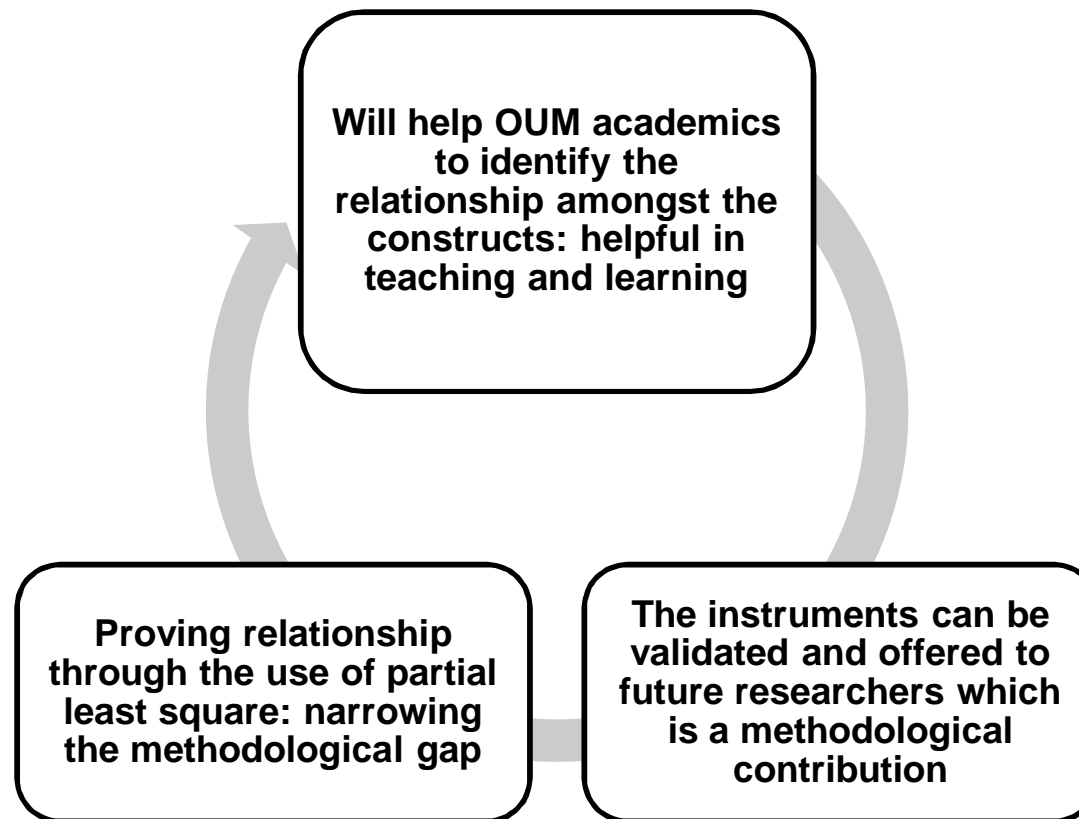 Will help OUM academics
to identify the
relationship amongst the
constructs: helpful in
teaching and learning
Proving relationship
through the use of partial
least square: narrowing
the methodological gap
The instruments can be
validated and offered to
future researchers which
is a methodological
contribution